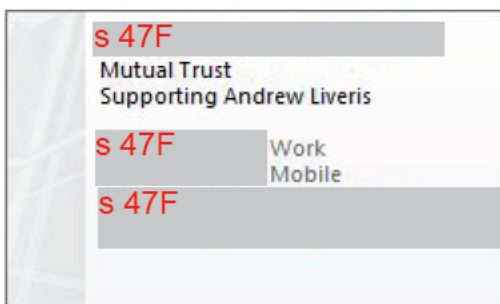 s 47F
Mutual Trust
Supporting Andrew Liveris
s 47F Work
Mobile
s 47F